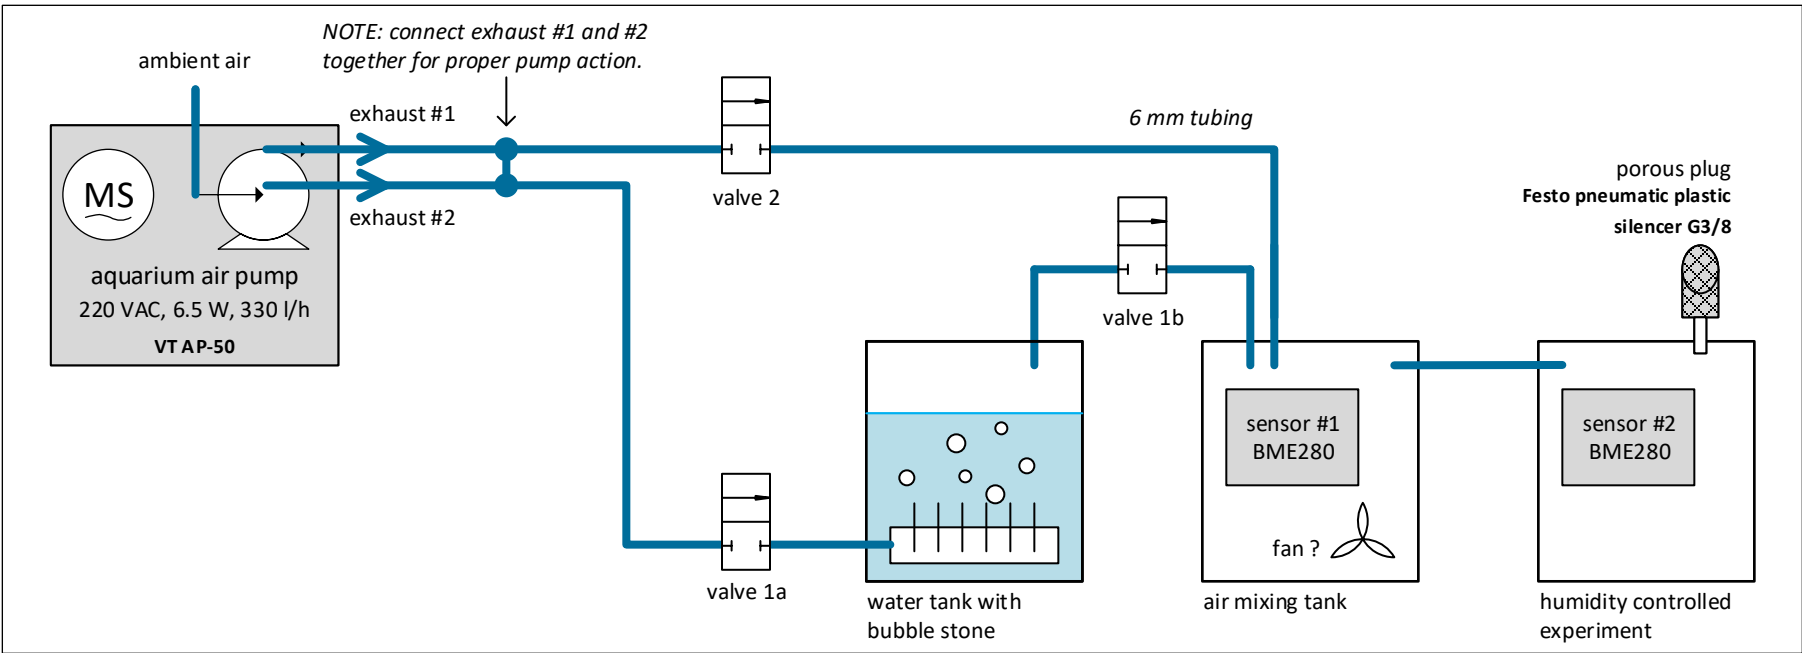 NOTE: connect exhaust #1 and #2
together for proper pump action.
ambient air
exhaust #1
exhaust #2
MS
aquarium air pump
220 VAC, 6.5 W, 330 l/h
VT AP-50
valve 2
6 mm tubing
valve 1b
valve 1a
porous plug
Festo pneumatic plastic
silencer G3/8
sensor #1
BME280
fan ?
sensor #2
BME280
water tank with
bubble stone
air mixing tank
humidity controlled
experiment